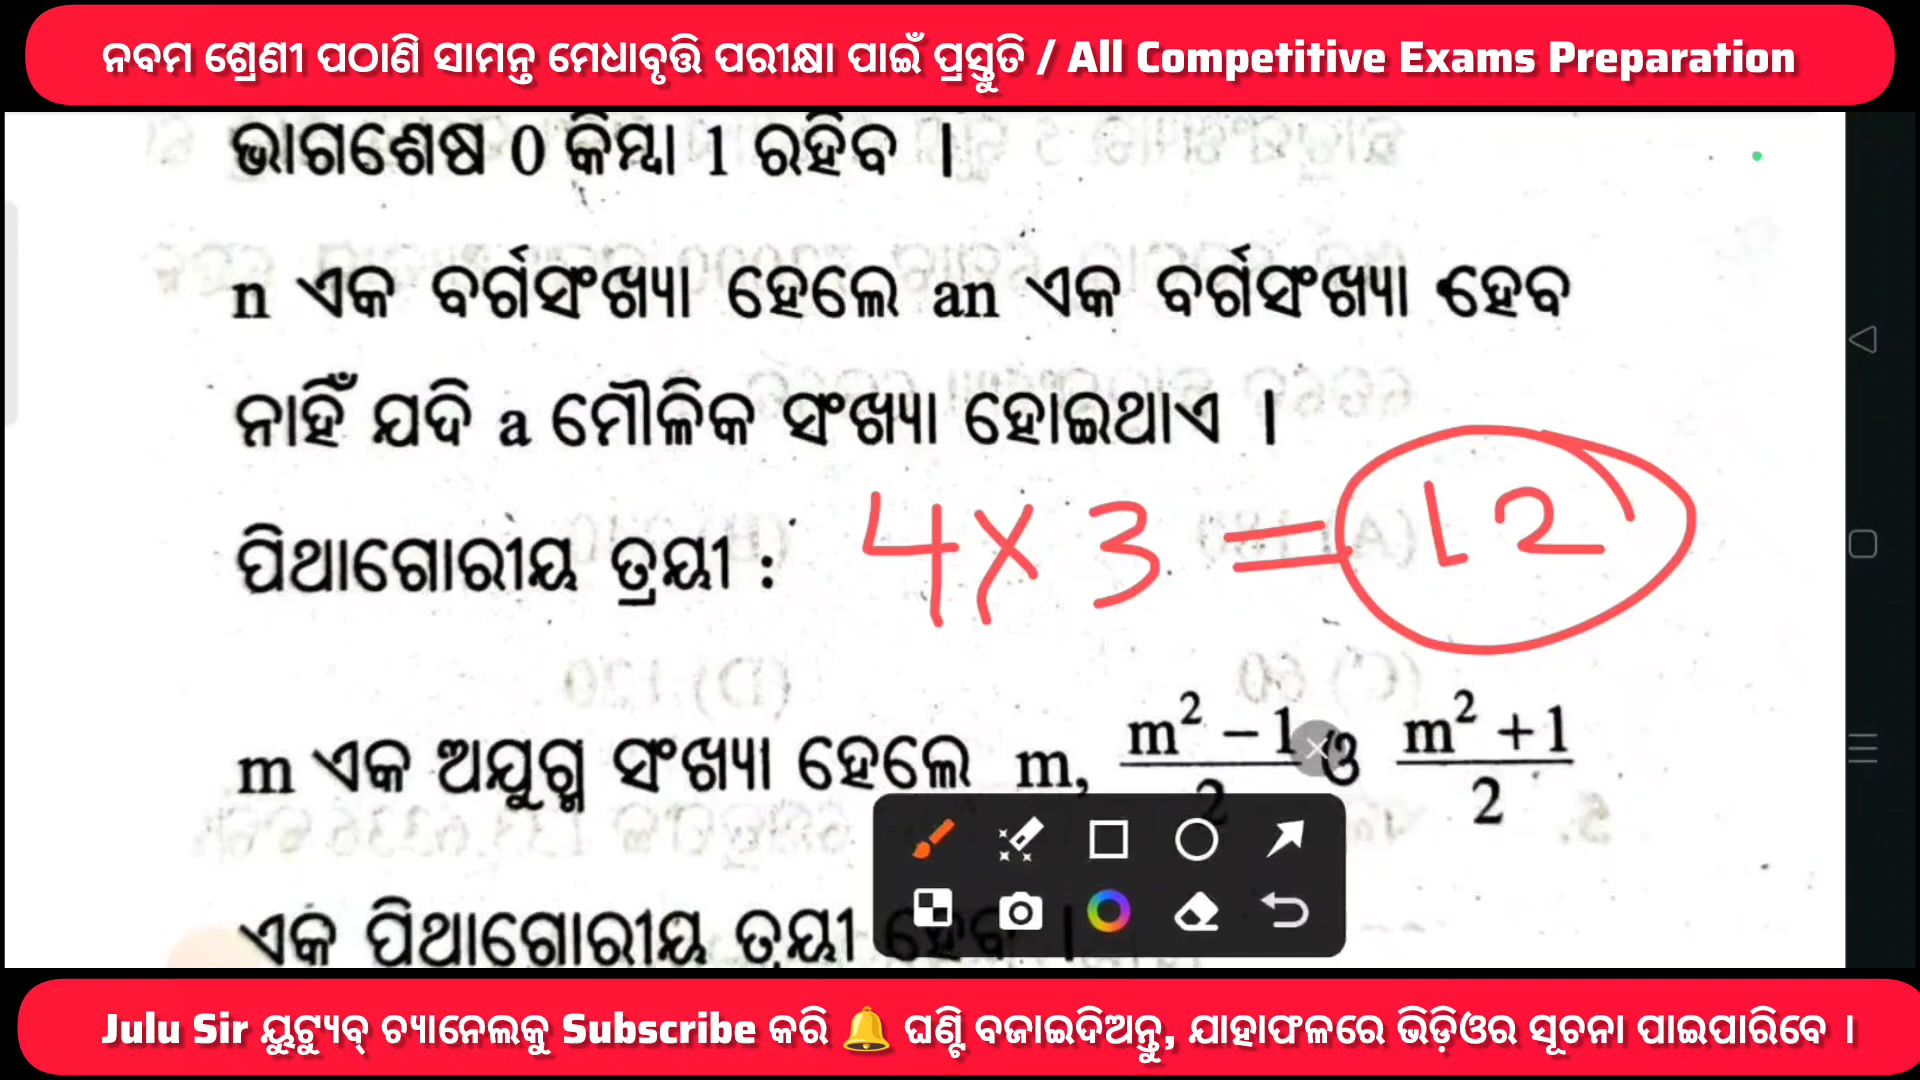 ନବମ ଶ୍ରେଣୀ ପଠାଣି ସାମନ୍ତ ମେଧାବୃତ୍ତି ପରୀକ୍ଷା ପାଇଁ ପ୍ରସ୍ତୁତି / All Competitive Exams Preparation
ଭାଗଶେଷ 0 କିମ୍ବା 1 ରହିବ ।
n ଏକ ବର୍ଗସଂଖ୍ୟା ହେଲେ an ଏକ ବର୍ଗସଂଖ୍ୟା ହେବ
ନାହିଁ ଯଦି a ମୌଳିକ ସଂଖ୍ୟା ହୋଇଥାଏ ।
ପିଥାଗୋରୀୟ ତ୍ରୟୀ : 4 × 3 = 12
m ଏକ ଅଯୁଗ୍ମ ସଂଖ୍ୟା ହେଲେ m, (m² − 1)/2 ଓ (m² + 1)/2
ଏକ ପିଥାଗୋରୀୟ ତ୍ରୟୀ ହେବ ।
Julu Sir ୟୁଟ୍ୟୁବ୍ ଚ୍ୟାନେଲକୁ Subscribe କରି 🔔 ଘଣ୍ଟି ବଜାଇଦିଅନ୍ତୁ, ଯାହାଫଳରେ ଭିଡ଼ିଓର ସୂଚନା ପାଇପାରିବେ ।